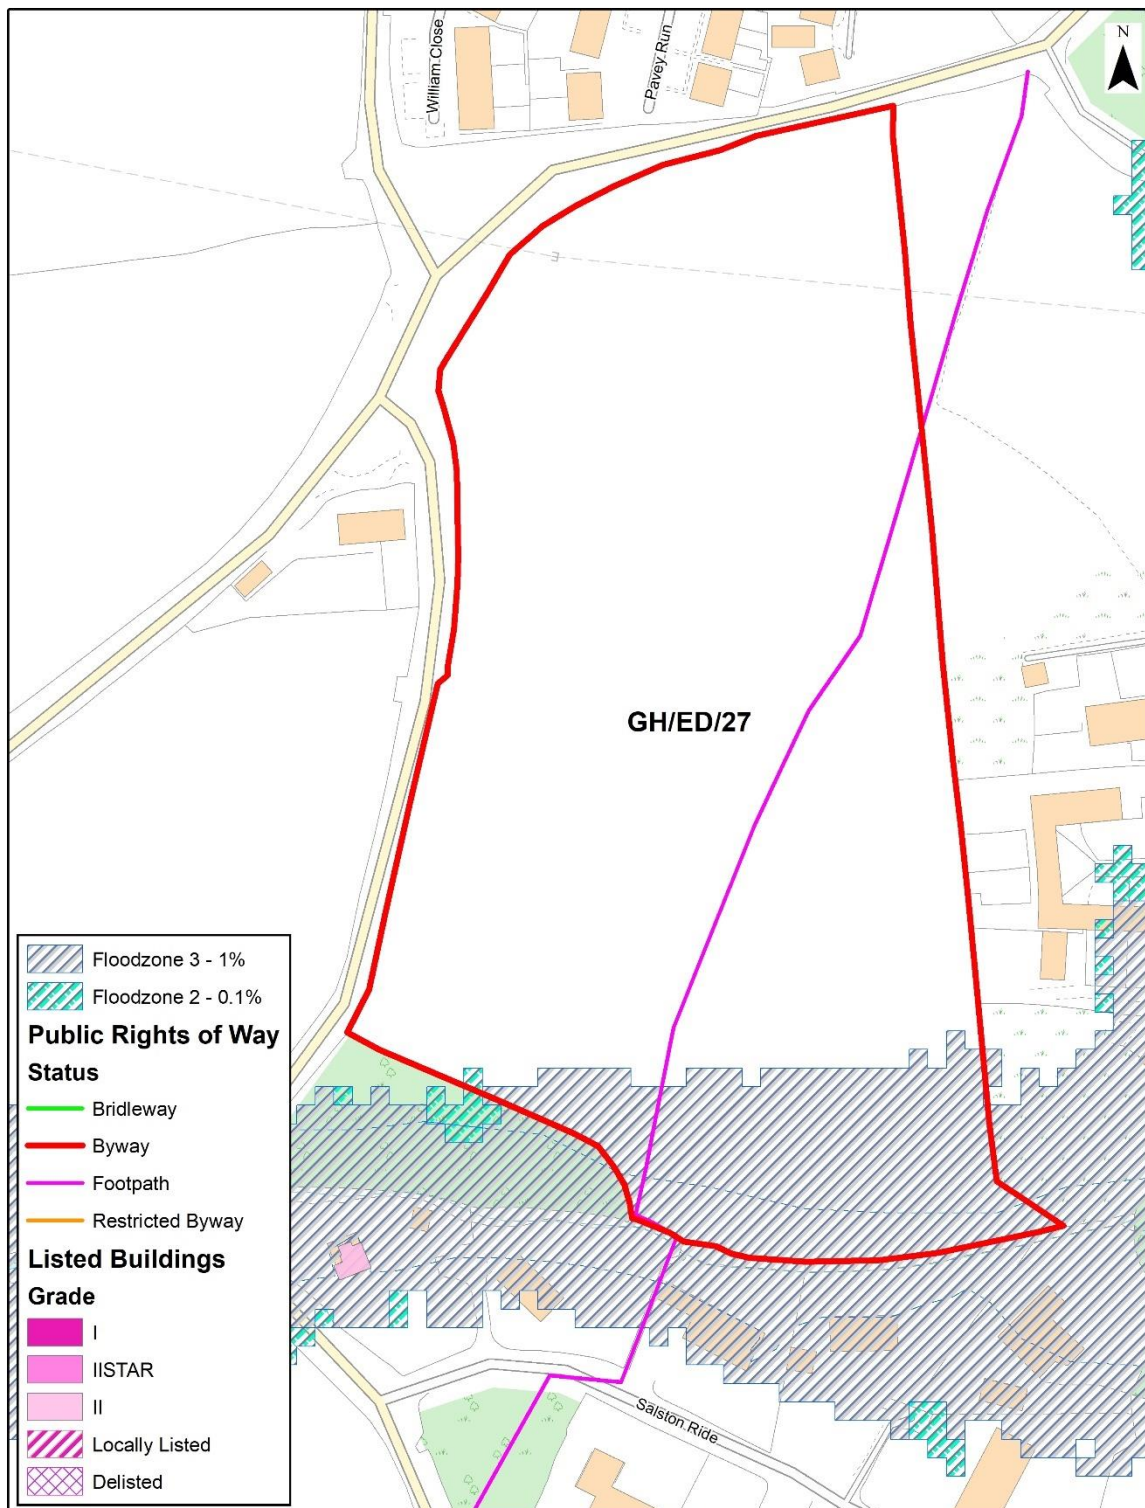 William Close
Pavey Run
N
GH/ED/27
Floodzone 3 - 1%
Floodzone 2 - 0.1%
Public Rights of Way
Status
Bridleway
Byway
Footpath
Restricted Byway
Listed Buildings
Grade
I
IISTAR
II
Locally Listed
Delisted
Salston Ride